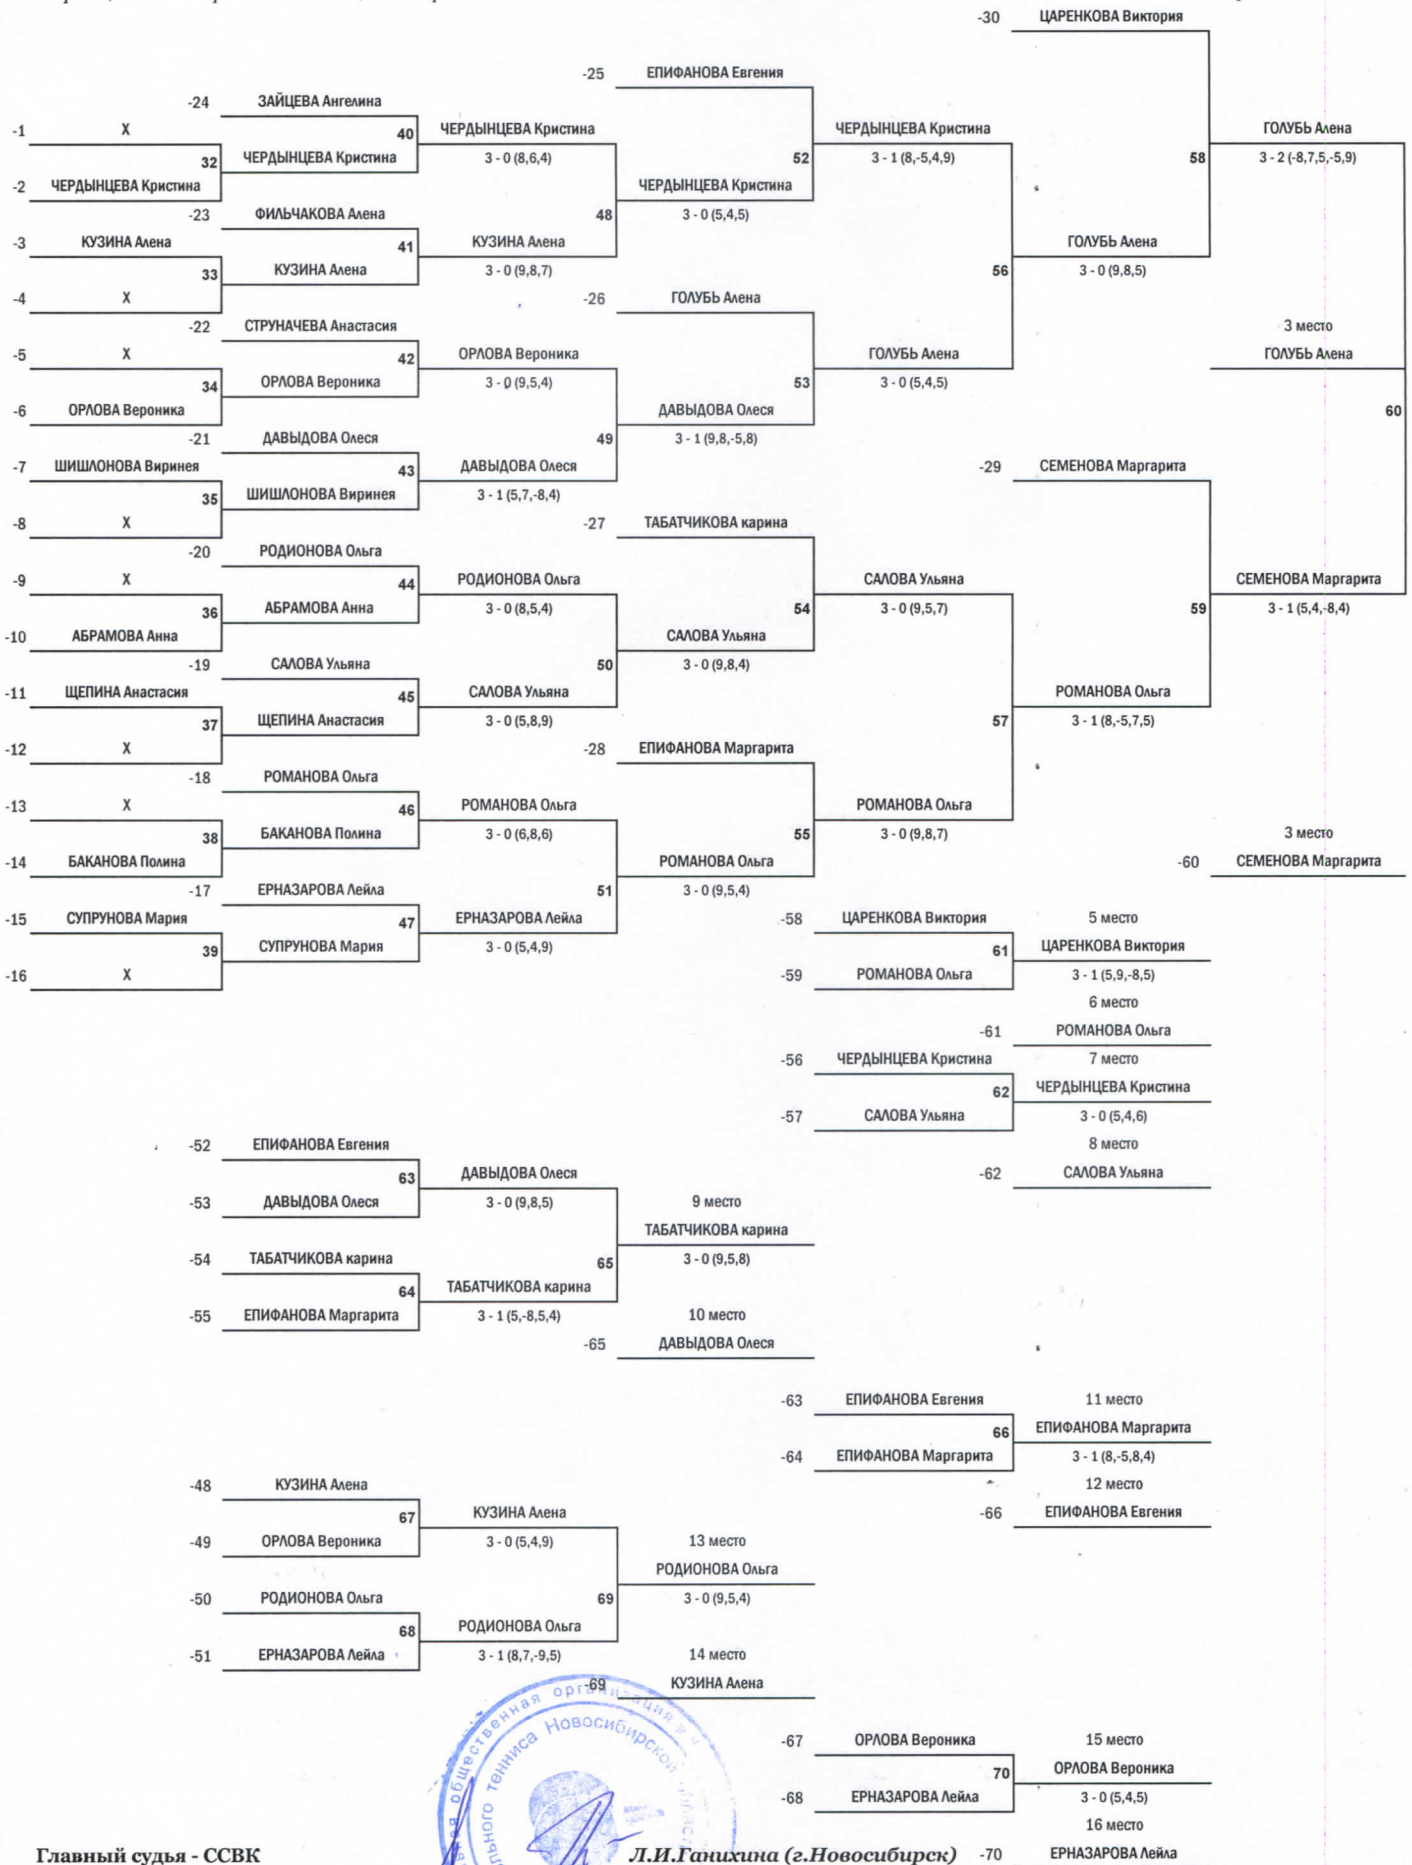 -30 ЦАРЕНКОВА Виктория
-25 ЕПИФАНОВА Евгения
-24 ЗАЙЦЕВА Ангелина
-1 X 40 ЧЕРДЫНЦЕВА Кристина ЧЕРДЫНЦЕВА Кристина ГОЛУБЬ Алена
32 ЧЕРДЫНЦЕВА Кристина 3 - 0 (8,6,4) 52 3 - 1 (8,-5,4,9) 58 3 - 2 (-8,7,5,-5,9)
-2 ЧЕРДЫНЦЕВА Кристина ЧЕРДЫНЦЕВА Кристина
-23 ФИЛЬЧАКОВА Алена 48 3 - 0 (5,4,5)
-3 КУЗИНА Алена 41 КУЗИНА Алена ГОЛУБЬ Алена
33 КУЗИНА Алена 3 - 0 (9,8,7) 56 3 - 0 (9,8,5)
-4 X -26 ГОЛУБЬ Алена
-22 СТРУНАЧЕВА Анастасия 3 место
-5 X 42 ОРЛОВА Вероника ГОЛУБЬ Алена ГОЛУБЬ Алена
34 ОРЛОВА Вероника 3 - 0 (9,5,4) 53 3 - 0 (5,4,5)
-6 ОРЛОВА Вероника ДАВЫДОВА Олеся 60
-21 ДАВЫДОВА Олеся 49 3 - 1 (9,8,-5,8)
-7 ШИШЛОНОВА Виринея 43 ДАВЫДОВА Олеся -29 СЕМЕНОВА Маргарита
35 ШИШЛОНОВА Виринея 3 - 1 (5,7,-8,4)
-8 X -27 ТАБАТЧИКОВА карина
-20 РОДИОНОВА Ольга
-9 X 44 РОДИОНОВА Ольга САЛОВА Ульяна СЕМЕНОВА Маргарита
36 АБРАМОВА Анна 3 - 0 (8,5,4) 54 3 - 0 (9,5,7) 59 3 - 1 (5,4,-8,4)
-10 АБРАМОВА Анна САЛОВА Ульяна
-19 САЛОВА Ульяна 50 3 - 0 (9,8,4)
-11 ЩЕПИНА Анастасия 45 САЛОВА Ульяна РОМАНОВА Ольга
37 ЩЕПИНА Анастасия 3 - 0 (5,8,9) 57 3 - 1 (8,-5,7,5)
-12 X -28 ЕПИФАНОВА Маргарита
-18 РОМАНОВА Ольга
-13 X 46 РОМАНОВА Ольга РОМАНОВА Ольга
38 БАКАНОВА Полина 3 - 0 (6,8,6) 55 3 - 0 (9,8,7) 3 место
-14 БАКАНОВА Полина РОМАНОВА Ольга -60 СЕМЕНОВА Маргарита
-17 ЕРНАЗАРОВА Лейла 51 3 - 0 (9,5,4)
-15 СУПРУНОВА Мария 47 ЕРНАЗАРОВА Лейла -58 ЦАРЕНКОВА Виктория 5 место
39 СУПРУНОВА Мария 3 - 0 (5,4,9) 61 ЦАРЕНКОВА Виктория
-16 X -59 РОМАНОВА Ольга 3 - 1 (5,9,-8,5)
6 место
-61 РОМАНОВА Ольга
-56 ЧЕРДЫНЦЕВА Кристина 7 место
62 ЧЕРДЫНЦЕВА Кристина
-57 САЛОВА Ульяна 3 - 0 (5,4,6)
-52 ЕПИФАНОВА Евгения 8 место
63 ДАВЫДОВА Олеся -62 САЛОВА Ульяна
-53 ДАВЫДОВА Олеся 3 - 0 (9,8,5) 9 место
ТАБАТЧИКОВА карина
-54 ТАБАТЧИКОВА карина 65 3 - 0 (9,5,8)
64 ТАБАТЧИКОВА карина
-55 ЕПИФАНОВА Маргарита 3 - 1 (5,-8,5,4) 10 место
-65 ДАВЫДОВА Олеся
-63 ЕПИФАНОВА Евгения 11 место
66 ЕПИФАНОВА Маргарита
-64 ЕПИФАНОВА Маргарита 3 - 1 (8,-5,8,4)
-48 КУЗИНА Алена 12 место
67 КУЗИНА Алена -66 ЕПИФАНОВА Евгения
-49 ОРЛОВА Вероника 3 - 0 (5,4,9) 13 место
РОДИОНОВА Ольга
-50 РОДИОНОВА Ольга 69 3 - 0 (9,5,4)
68 РОДИОНОВА Ольга
-51 ЕРНАЗАРОВА Лейла 3 - 1 (8,7,-9,5) 14 место
-69 КУЗИНА Алена
общественная организация
тенниса Новосибирской
-67 ОРЛОВА Вероника 15 место
70 ОРЛОВА Вероника
-68 ЕРНАЗАРОВА Лейла 3 - 0 (5,4,5)
16 место
Главный судья - ССВК Л.И.Ганихина (г.Новосибирск) -70 ЕРНАЗАРОВА Лейла